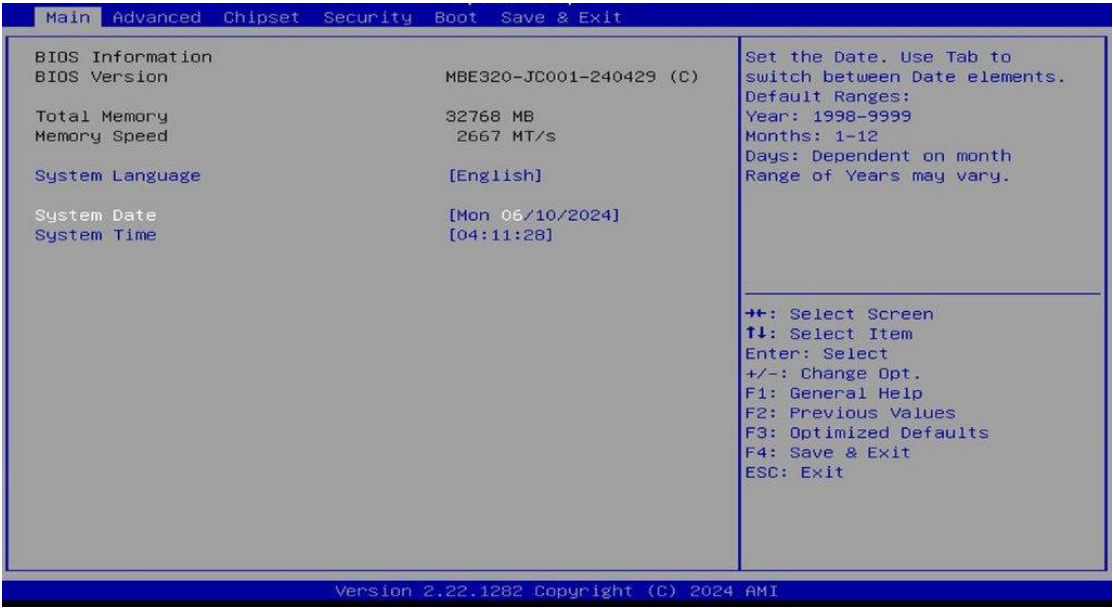 Main Advanced Chipset Security Boot Save & Exit
BIOS Information
BIOS Version MBE320-JC001-240429 (C)
Total Memory 32768 MB
Memory Speed 2667 MT/s
System Language [English]
System Date [Mon 06/10/2024]
System Time [04:11:28]
Set the Date. Use Tab to
switch between Date elements.
Default Ranges:
Year: 1998-9999
Months: 1-12
Days: Dependent on month
Range of Years may vary.
→←: Select Screen
↑↓: Select Item
Enter: Select
+/-: Change Opt.
F1: General Help
F2: Previous Values
F3: Optimized Defaults
F4: Save & Exit
ESC: Exit
Version 2.22.1282 Copyright (C) 2024 AMI